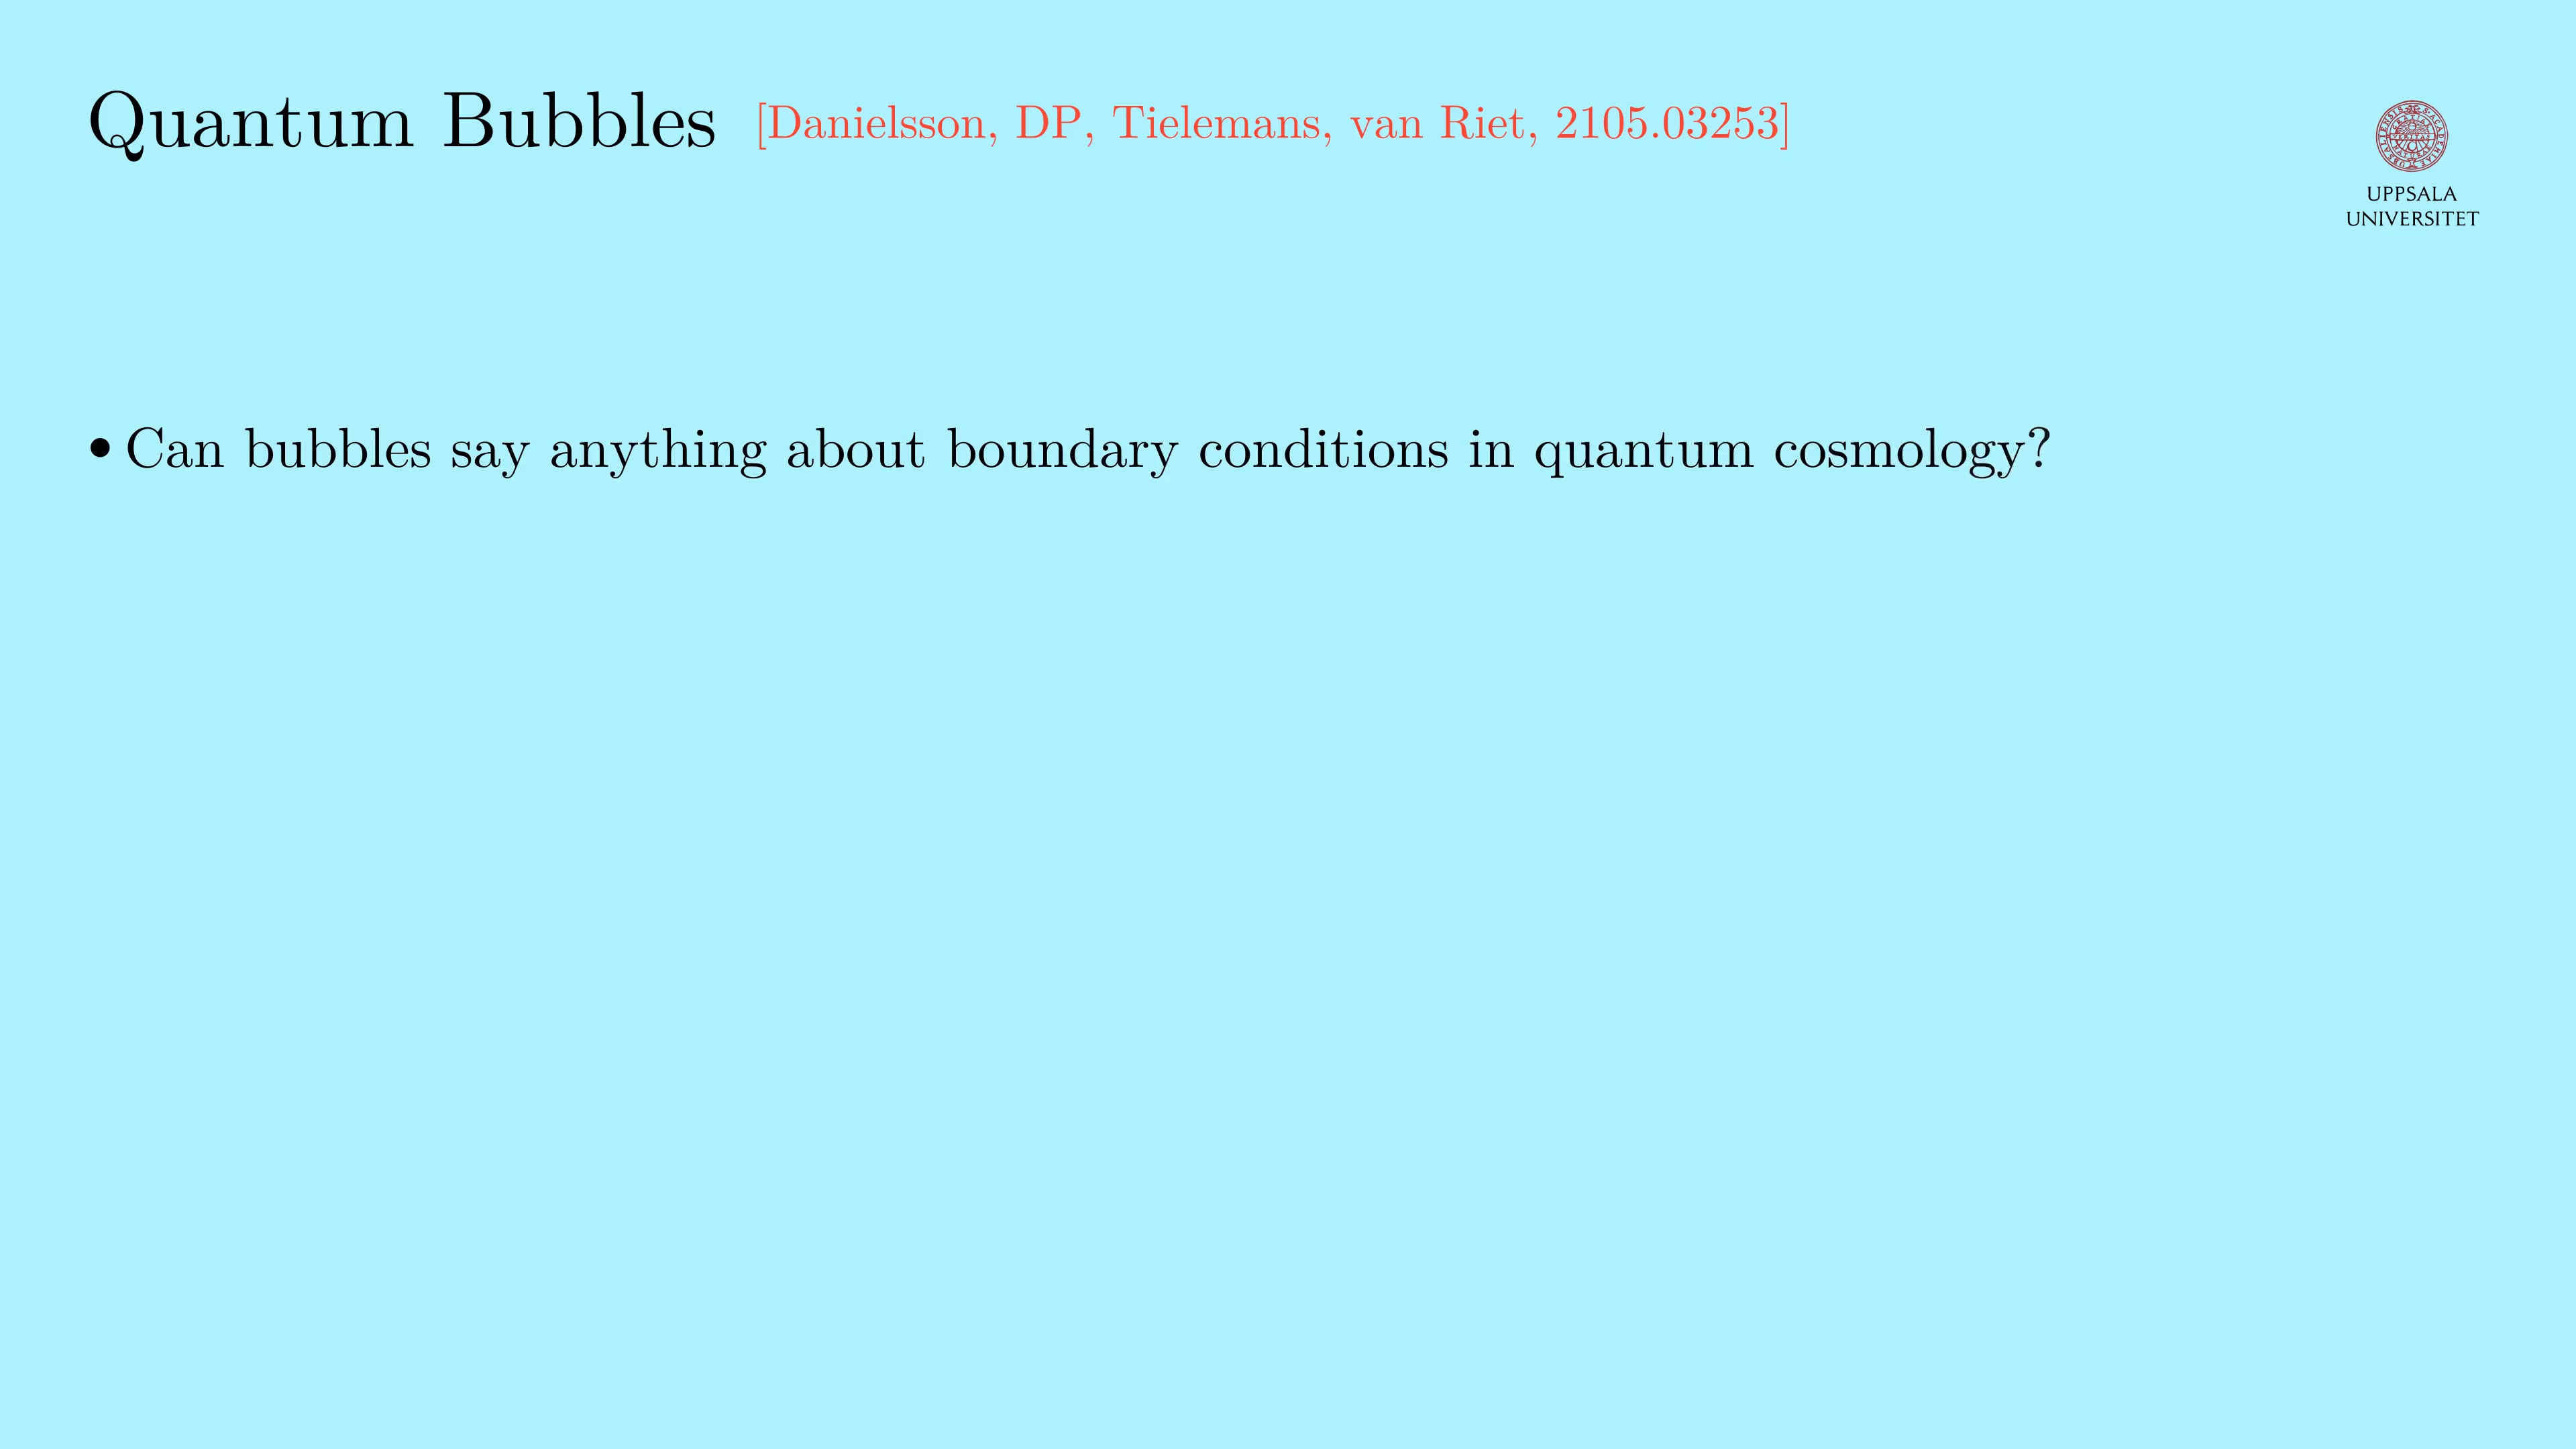 Quantum Bubbles [Danielsson, DP, Tielemans, van Riet, 2105.03253]
UPPSALA
UNIVERSITET
• Can bubbles say anything about boundary conditions in quantum cosmology?